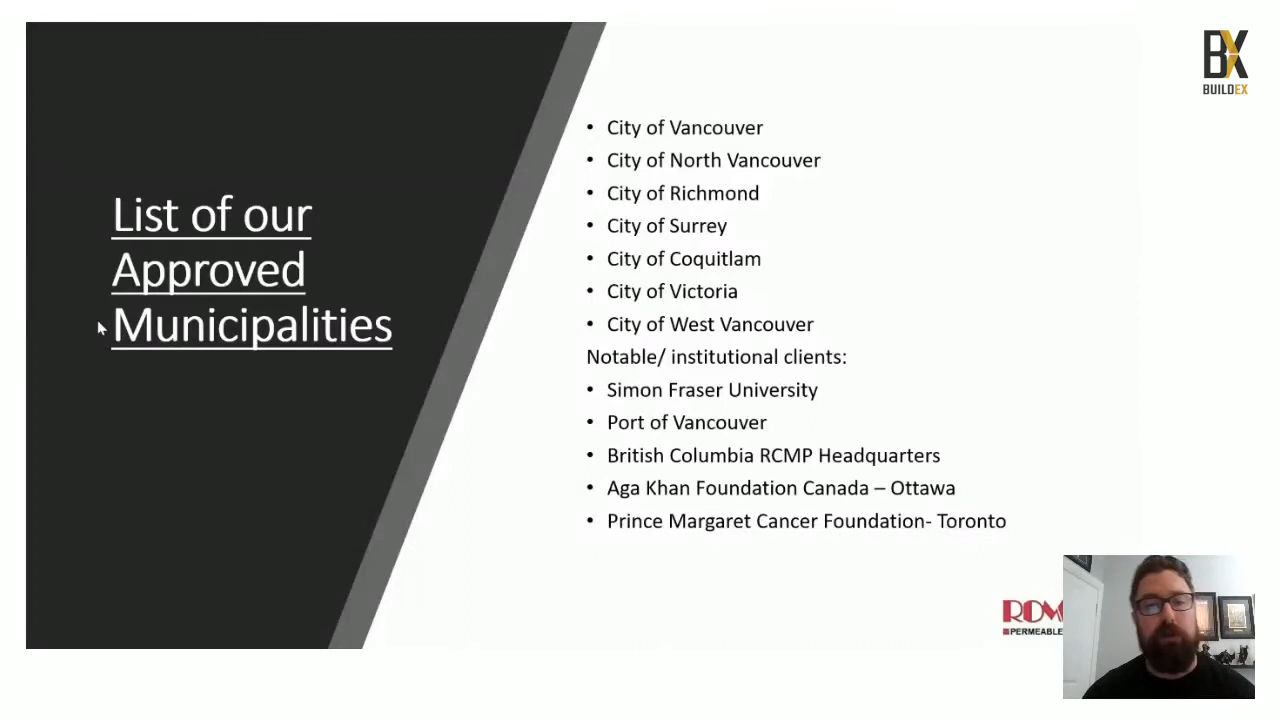 BX
BUILDEX
List of our
Approved
Municipalities
• City of Vancouver
• City of North Vancouver
• City of Richmond
• City of Surrey
• City of Coquitlam
• City of Victoria
• City of West Vancouver
Notable/ institutional clients:
• Simon Fraser University
• Port of Vancouver
• British Columbia RCMP Headquarters
• Aga Khan Foundation Canada – Ottawa
• Prince Margaret Cancer Foundation- Toronto
PERMEABLE